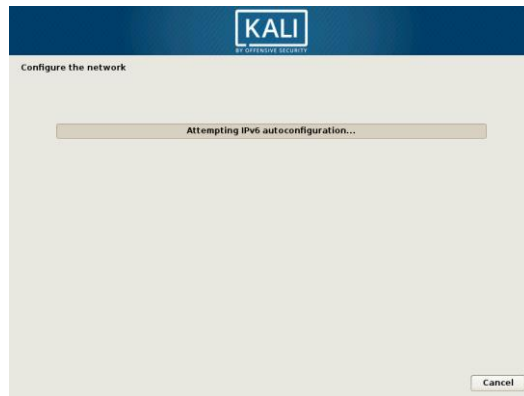 KALI
BY OFFENSIVE SECURITY
Configure the network
Attempting IPv6 autoconfiguration...
Cancel